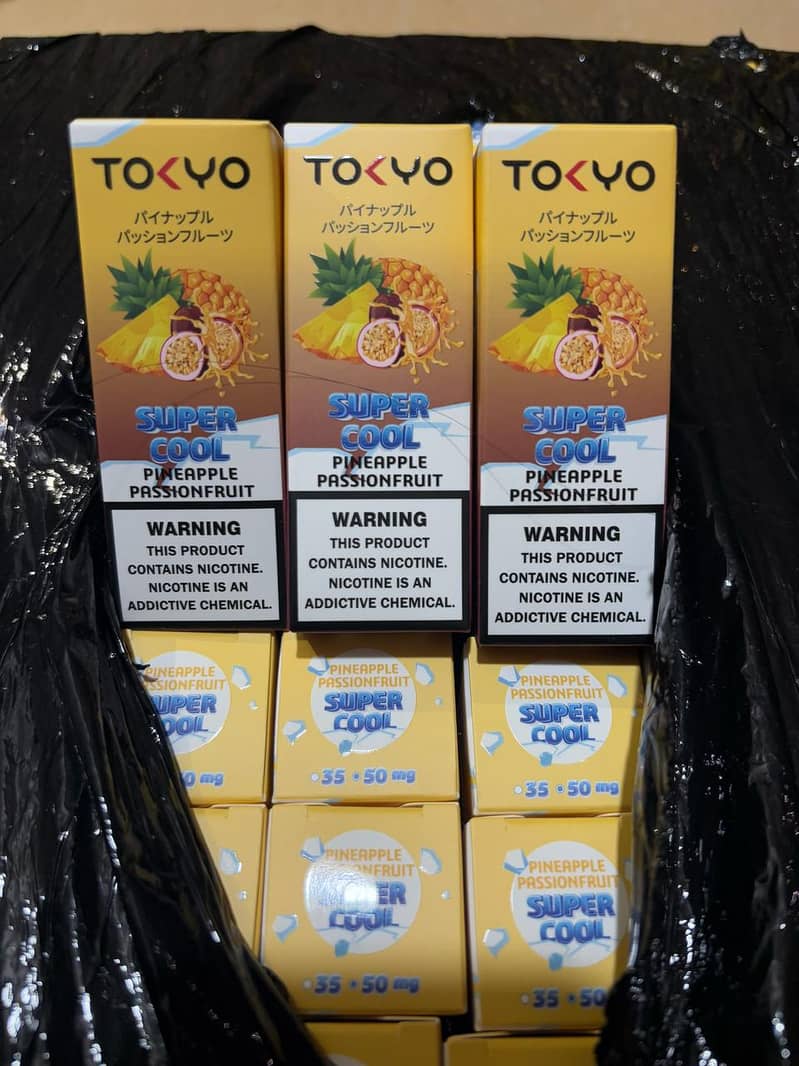 TOKYO
パイナップル
パッションフルーツ
SUPER
COOL
PINEAPPLE
PASSIONFRUIT
WARNING
THIS PRODUCT
CONTAINS NICOTINE.
NICOTINE IS AN
ADDICTIVE CHEMICAL.
TOKYO
パイナップル
パッションフルーツ
SUPER
COOL
PINEAPPLE
PASSIONFRUIT
WARNING
THIS PRODUCT
CONTAINS NICOTINE.
NICOTINE IS AN
ADDICTIVE CHEMICAL.
TOKYO
パイナップル
パッションフルーツ
SUPER
COOL
PINEAPPLE
PASSIONFRUIT
WARNING
THIS PRODUCT
CONTAINS NICOTINE.
NICOTINE IS AN
ADDICTIVE CHEMICAL.
PINEAPPLE
COOL
mg
PINEAPPLE
PASSIONFRUIT
SUPER
COOL
35 50 mg
PINEAPPLE
PASSIONFRUIT
SUPER
COOL
35 50 mg
PINEAPPLE
COOL
35 50 mg
PINEAPPLE
PASSIONFRUIT
SUPER
COOL
35 50